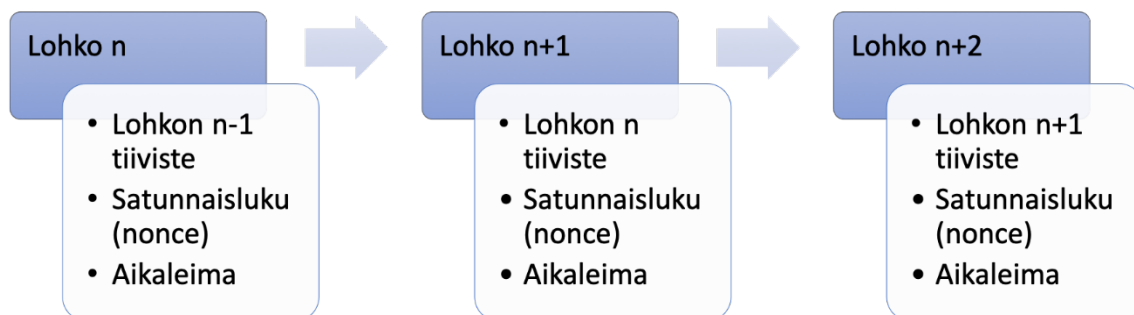 Lohko n
• Lohkon n-1
tiiviste
• Satunnaisluku
(nonce)
• Aikaleima
Lohko n+1
• Lohkon n
tiiviste
• Satunnaisluku
(nonce)
• Aikaleima
Lohko n+2
• Lohkon n+1
tiiviste
• Satunnaisluku
(nonce)
• Aikaleima